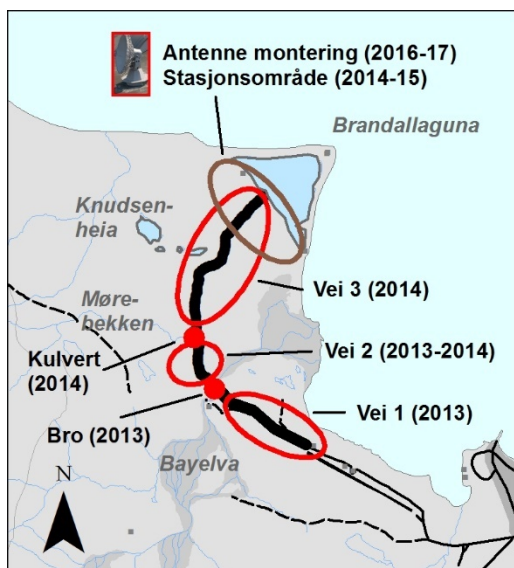 Antenne montering (2016-17)
Stasjonsområde (2014-15)
Brandallaguna
Knudsen-
heia
Vei 3 (2014)
Møre-
bekken
Kulvert
(2014)
Vei 2 (2013-2014)
Vei 1 (2013)
Bro (2013)
Bayelva
N